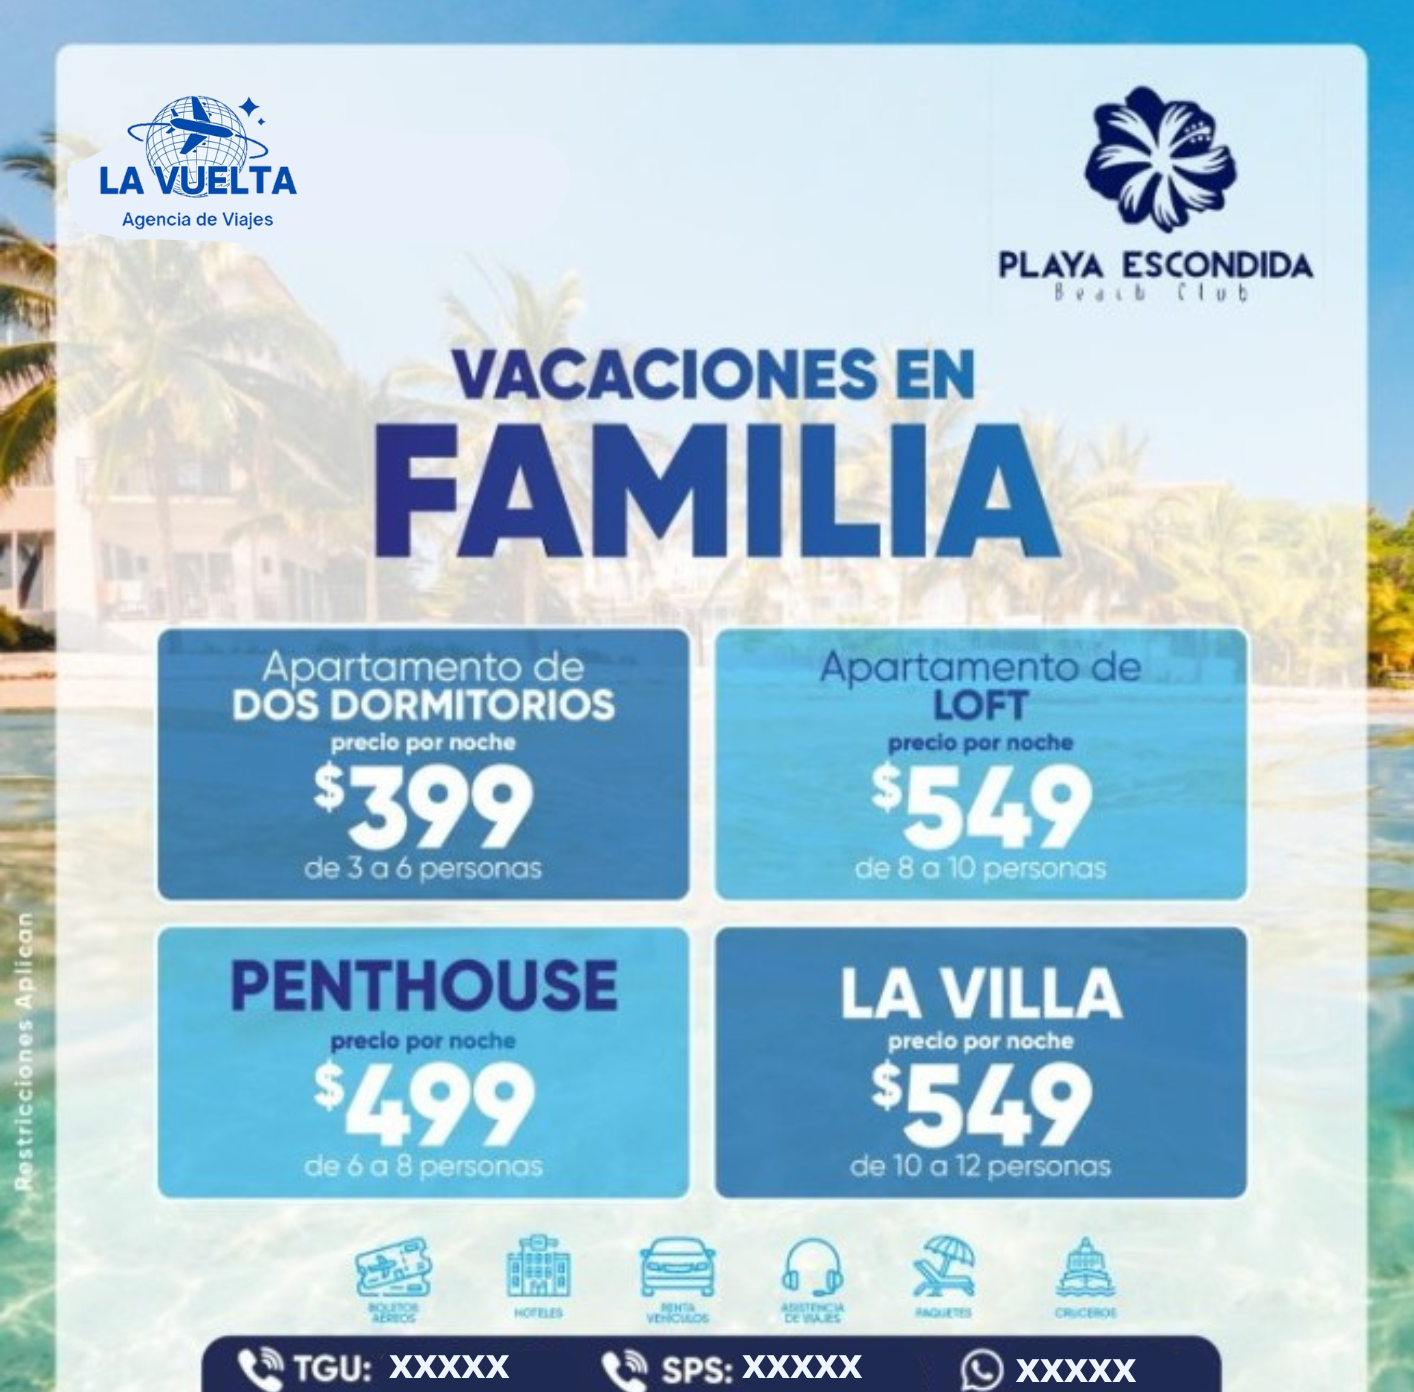 LA VUELTA
Agencia de Viajes
PLAYA ESCONDIDA
Beach Club
VACACIONES EN
FAMILIA
Apartamento de
DOS DORMITORIOS
precio por noche
$399
de 3 a 6 personas
Apartamento de
LOFT
precio por noche
$549
de 8 a 10 personas
PENTHOUSE
precio por noche
$499
de 6 a 8 personas
LA VILLA
precio por noche
$549
de 10 a 12 personas
Restricciones Aplican
BOLETOS
AÉREOS
HOTELES
RENTA
VEHÍCULOS
ASISTENCIA
DE VIAJES
PAQUETES
CRUCEROS
TGU: XXXXX
SPS: XXXXX
XXXXX